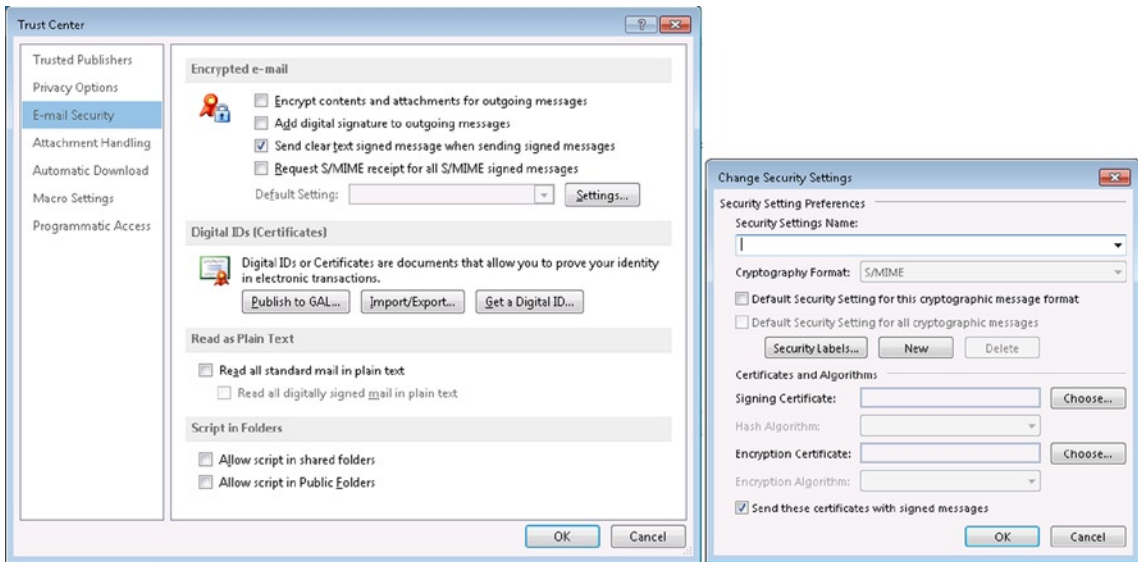 Trust Center
Trusted Publishers
Privacy Options
E-mail Security
Attachment Handling
Automatic Download
Macro Settings
Programmatic Access
Encrypted e-mail
Encrypt contents and attachments for outgoing messages
Add digital signature to outgoing messages
Send clear text signed message when sending signed messages
Request S/MIME receipt for all S/MIME signed messages
Default Setting: Settings...
Digital IDs (Certificates)
Digital IDs or Certificates are documents that allow you to prove your identity
in electronic transactions.
Publish to GAL... Import/Export... Get a Digital ID...
Read as Plain Text
Read all standard mail in plain text
Read all digitally signed mail in plain text
Script in Folders
Allow script in shared folders
Allow script in Public Folders
OK Cancel
Change Security Settings
Security Setting Preferences
Security Settings Name:
Cryptography Format: S/MIME
Default Security Setting for this cryptographic message format
Default Security Setting for all cryptographic messages
Security Labels... New Delete
Certificates and Algorithms
Signing Certificate: Choose...
Hash Algorithm:
Encryption Certificate: Choose...
Encryption Algorithm:
Send these certificates with signed messages
OK Cancel